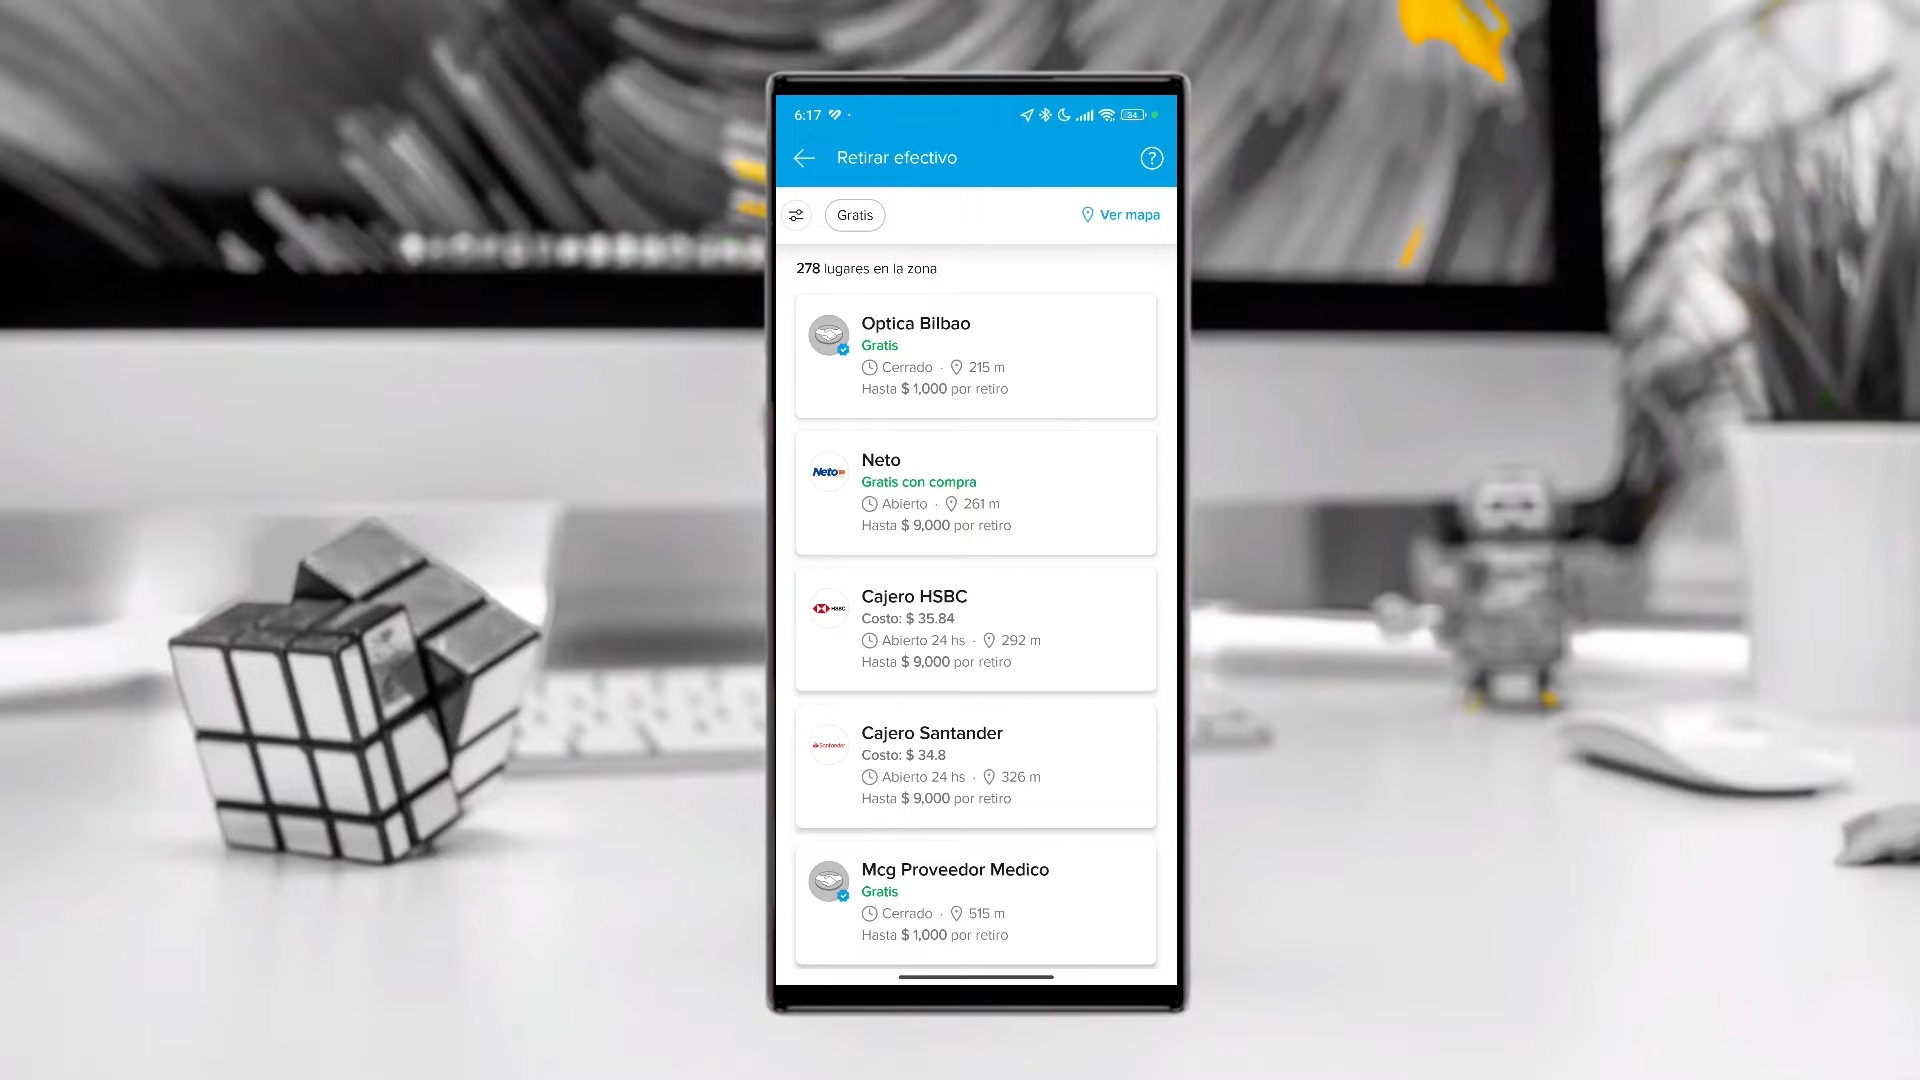 6:17
34
Retirar efectivo
?
Gratis
Ver mapa
278 lugares en la zona
Optica Bilbao
Gratis
Cerrado · 215 m
Hasta $ 1,000 por retiro
Neto
Neto
Gratis con compra
Abierto · 261 m
Hasta $ 9,000 por retiro
HSBC
Cajero HSBC
Costo: $ 35.84
Abierto 24 hs · 292 m
Hasta $ 9,000 por retiro
Santander
Cajero Santander
Costo: $ 34.8
Abierto 24 hs · 326 m
Hasta $ 9,000 por retiro
Mcg Proveedor Medico
Gratis
Cerrado · 515 m
Hasta $ 1,000 por retiro